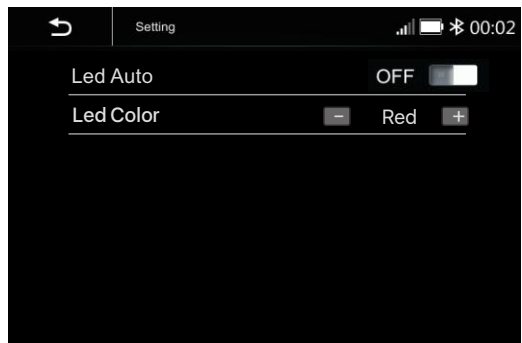 Setting 00:02
Led Auto OFF
Led Color - Red +